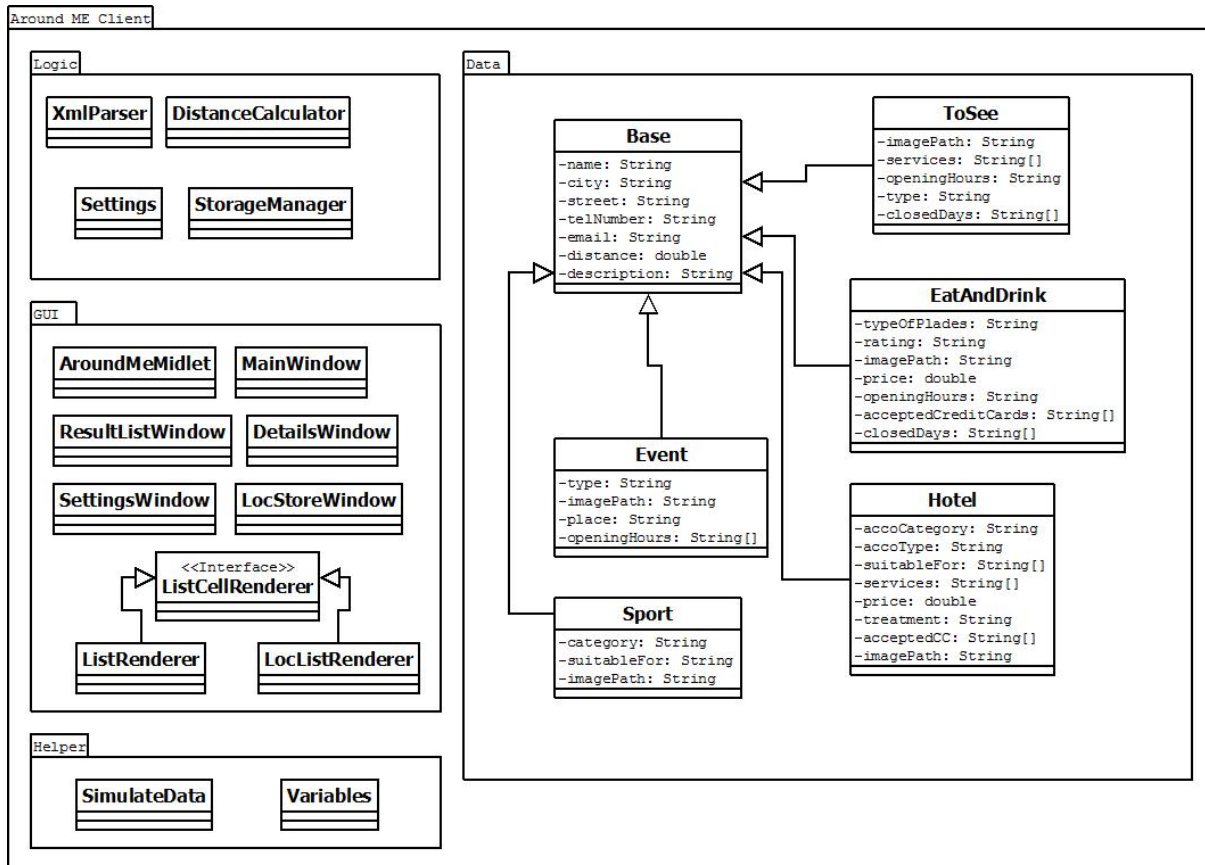 Around ME Client
Logic
XmlParser
DistanceCalculator
Settings
StorageManager
GUI
AroundMeMidlet
MainWindow
ResultListWindow
DetailsWindow
SettingsWindow
LocStoreWindow
<<Interface>>
ListCellRenderer
ListRenderer
LocListRenderer
Helper
SimulateData
Variables
Data
Base
-name: String
-city: String
-street: String
-telNumber: String
-email: String
-distance: double
-description: String
Event
-type: String
-imagePath: String
-place: String
-openingHours: String[]
Sport
-category: String
-suitableFor: String
-imagePath: String
ToSee
-imagePath: String
-services: String[]
-openingHours: String
-type: String
-closedDays: String[]
EatAndDrink
-typeOfPlades: String
-rating: String
-imagePath: String
-price: double
-openingHours: String
-acceptedCreditCards: String[]
-closedDays: String[]
Hotel
-accoCategory: String
-accoType: String
-suitableFor: String[]
-services: String[]
-price: double
-treatment: String
-acceptedCC: String[]
-imagePath: String